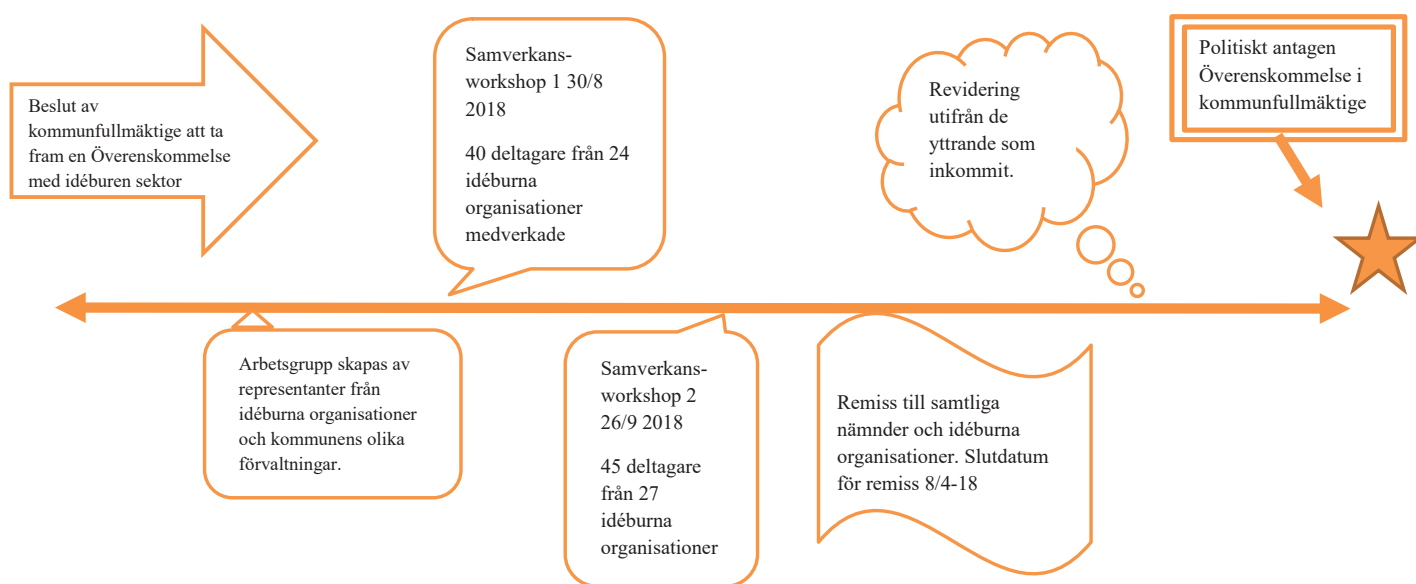 Beslut av
kommunfullmäktige att ta
fram en Överenskommelse
med idéburen sektor
Arbetsgrupp skapas av
representanter från
idéburna organisationer
och kommunens olika
förvaltningar.
Samverkans-
workshop 1 30/8
2018
40 deltagare från 24
idéburna
organisationer
medverkade
Samverkans-
workshop 2
26/9 2018
45 deltagare
från 27
idéburna
organisationer
Remiss till samtliga
nämnder och idéburna
organisationer. Slutdatum
för remiss 8/4-18
Revidering
utifrån de
yttrande som
inkommit.
Politiskt antagen
Överenskommelse i
kommunfullmäktige